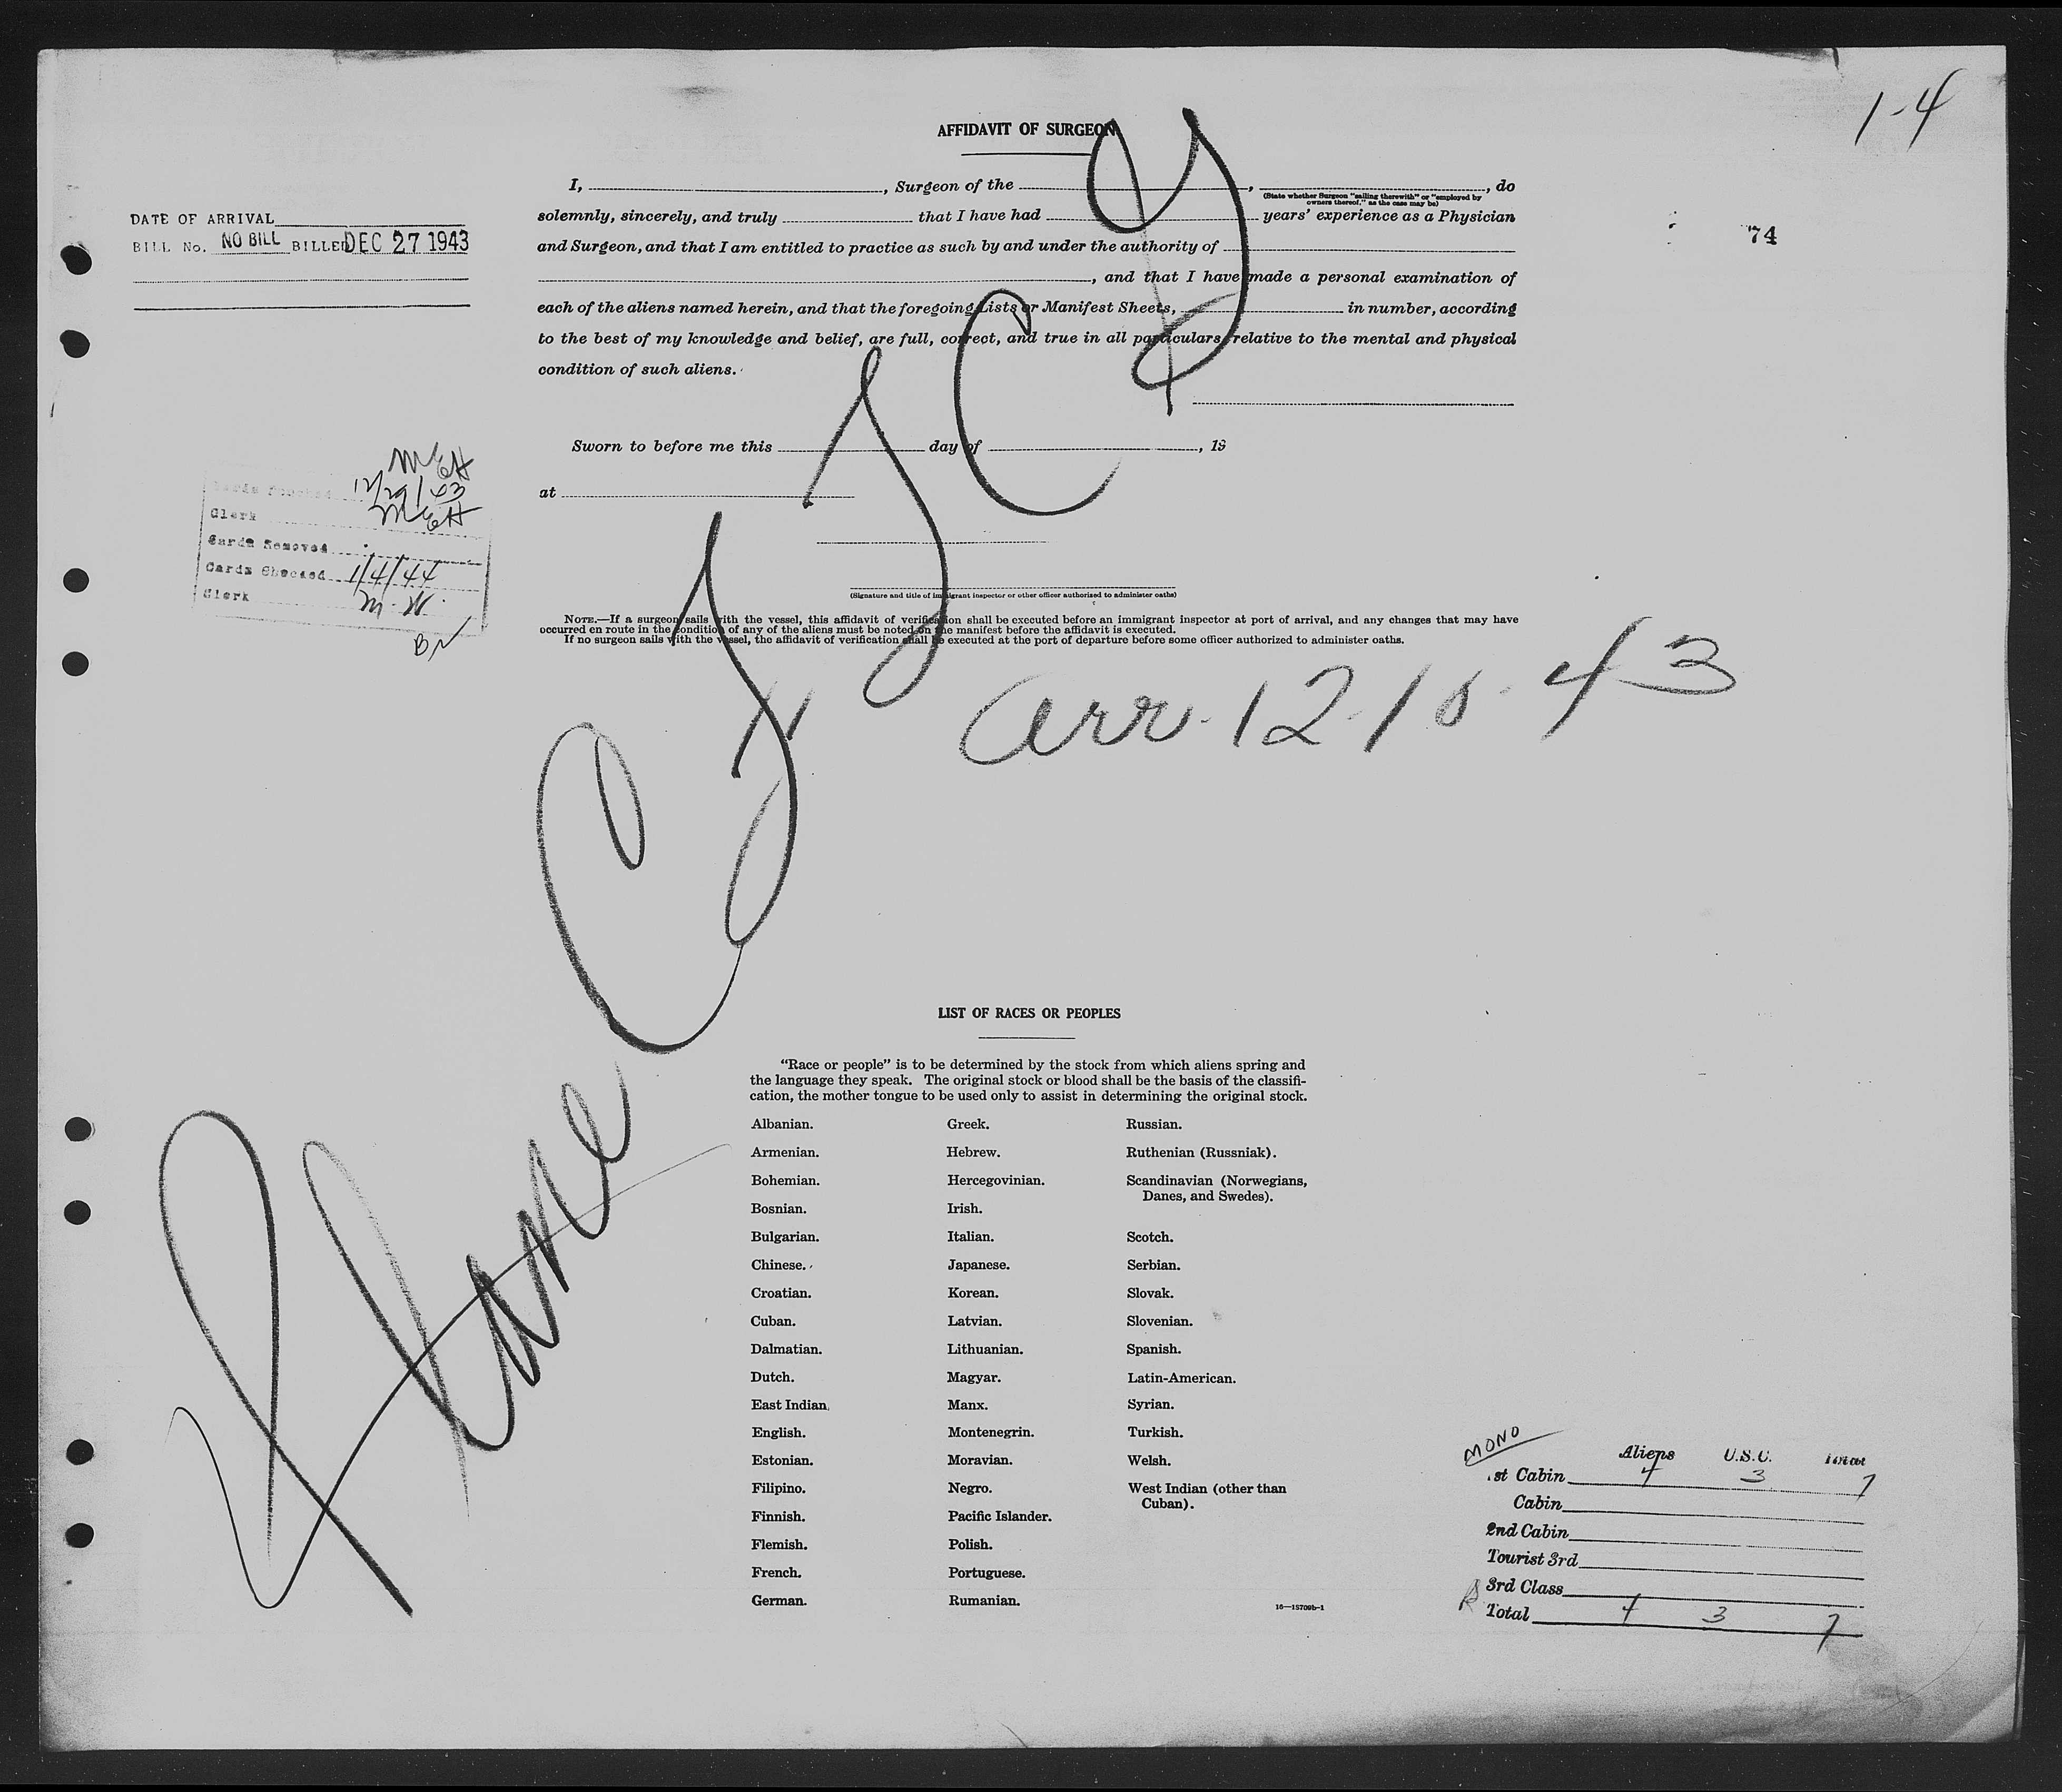 1-4
AFFIDAVIT OF SURGEON
I, , Surgeon of the , , do
(State whether Surgeon "sailing therewith" or "employed by
owners thereof," as the case may be)
solemnly, sincerely, and truly that I have had years' experience as a Physician
and Surgeon, and that I am entitled to practice as such by and under the authority of
, and that I have made a personal examination of
each of the aliens named herein, and that the foregoing Lists or Manifest Sheets, in number, according
to the best of my knowledge and belief, are full, correct, and true in all particulars relative to the mental and physical
condition of such aliens.
Sworn to before me this day of , 19
at
(Signature and title of immigrant inspector or other officer authorized to administer oaths)
NOTE.—If a surgeon sails with the vessel, this affidavit of verification shall be executed before an immigrant inspector at port of arrival, and any changes that may have
occurred en route in the condition of any of the aliens must be noted on the manifest before the affidavit is executed.
If no surgeon sails with the vessel, the affidavit of verification shall be executed at the port of departure before some officer authorized to administer oaths.
DATE OF ARRIVAL
BILL No. NO BILL BILLED DEC 27 1943
74
MEH
12/29/43
Clerk MEH
Cards Removed
Cards Checked 1/4/44
Clerk M.W.
Plane
arr. 12-10-43
LIST OF RACES OR PEOPLES
"Race or people" is to be determined by the stock from which aliens spring and
the language they speak. The original stock or blood shall be the basis of the classifi-
cation, the mother tongue to be used only to assist in determining the original stock.
Albanian. Greek. Russian.
Armenian. Hebrew. Ruthenian (Russniak).
Bohemian. Hercegovinian. Scandinavian (Norwegians,
Danes, and Swedes).
Bosnian. Irish.
Bulgarian. Italian. Scotch.
Chinese. Japanese. Serbian.
Croatian. Korean. Slovak.
Cuban. Latvian. Slovenian.
Dalmatian. Lithuanian. Spanish.
Dutch. Magyar. Latin-American.
East Indian. Manx. Syrian.
English. Montenegrin. Turkish.
Estonian. Moravian. Welsh.
Filipino. Negro. West Indian (other than
Cuban).
Finnish. Pacific Islander.
Flemish. Polish.
French. Portuguese.
German. Rumanian.
16—15709b-1
MONO
Aliens U.S.C. Total
1st Cabin 4 3 7
Cabin
2nd Cabin
Tourist 3rd
3rd Class
Total 4 3 7